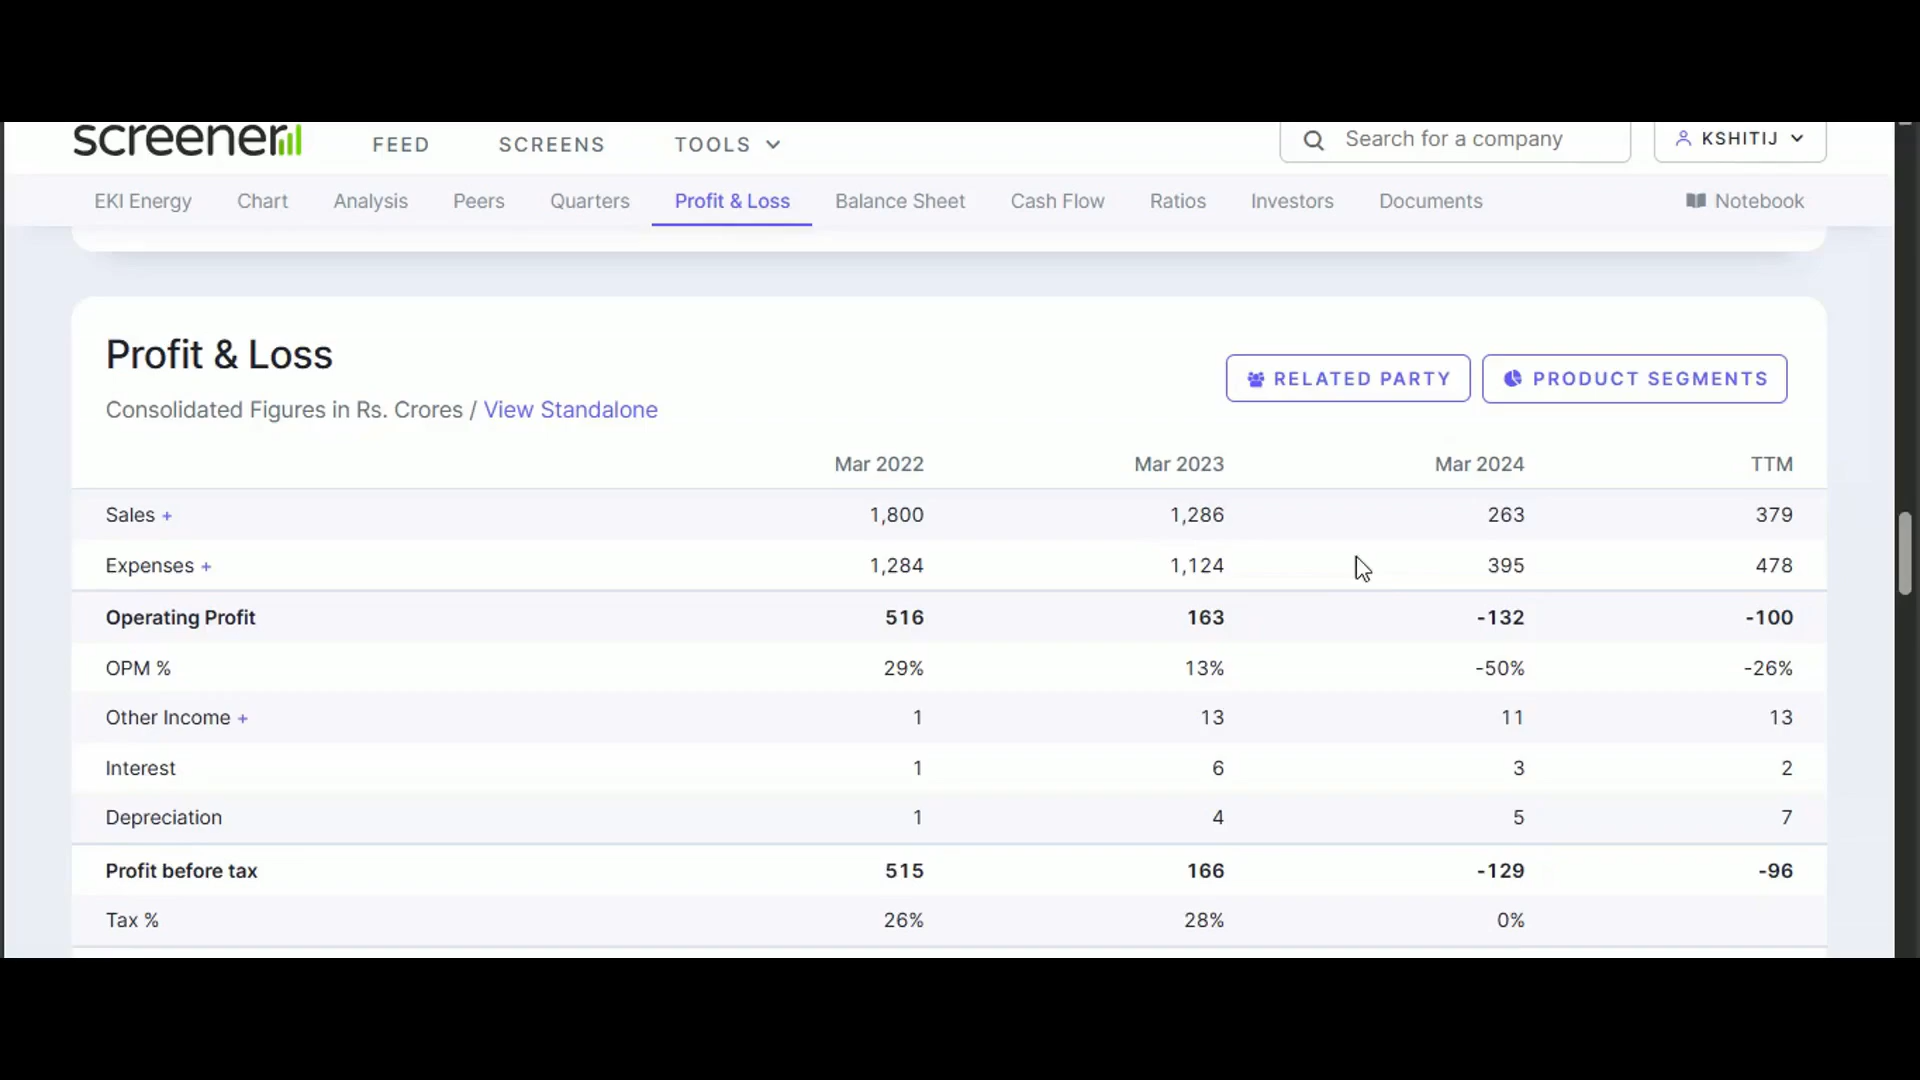 screener
FEED SCREENS TOOLS
Search for a company
KSHITIJ
EKI Energy Chart Analysis Peers Quarters Profit & Loss Balance Sheet Cash Flow Ratios Investors Documents Notebook
Profit & Loss
RELATED PARTY PRODUCT SEGMENTS
Consolidated Figures in Rs. Crores / View Standalone
Mar 2022 Mar 2023 Mar 2024 TTM
Sales + 1,800 1,286 263 379
Expenses + 1,284 1,124 395 478
Operating Profit 516 163 -132 -100
OPM % 29% 13% -50% -26%
Other Income + 1 13 11 13
Interest 1 6 3 2
Depreciation 1 4 5 7
Profit before tax 515 166 -129 -96
Tax % 26% 28% 0%